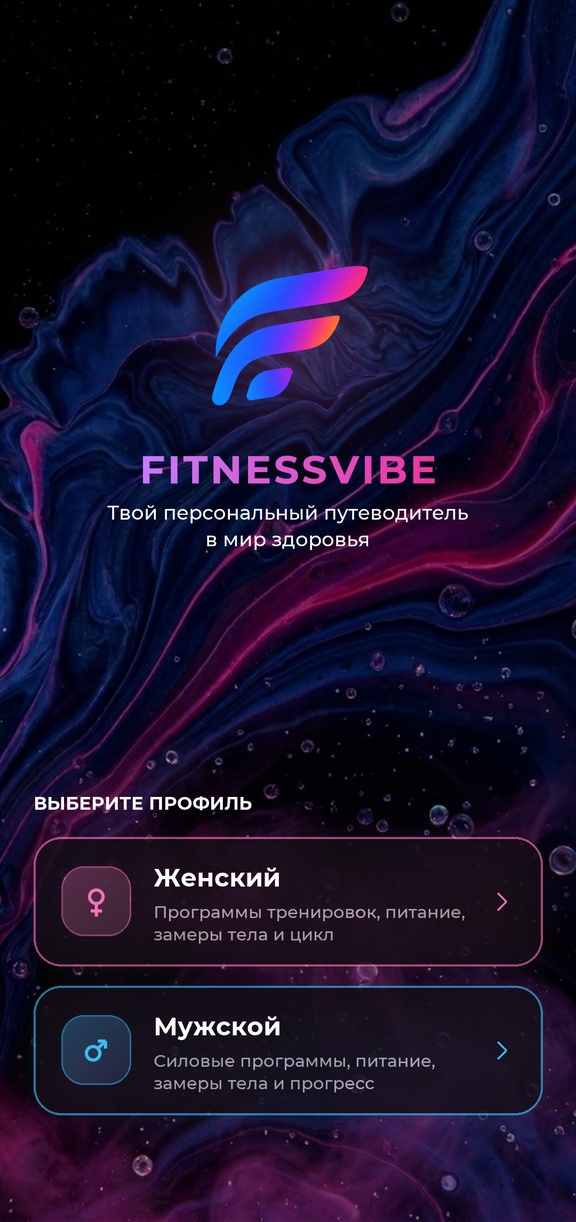 FITNESSVIBE
Твой персональный путеводитель
в мир здоровья
ВЫБЕРИТЕ ПРОФИЛЬ
Женский
Программы тренировок, питание,
замеры тела и цикл
Мужской
Силовые программы, питание,
замеры тела и прогресс